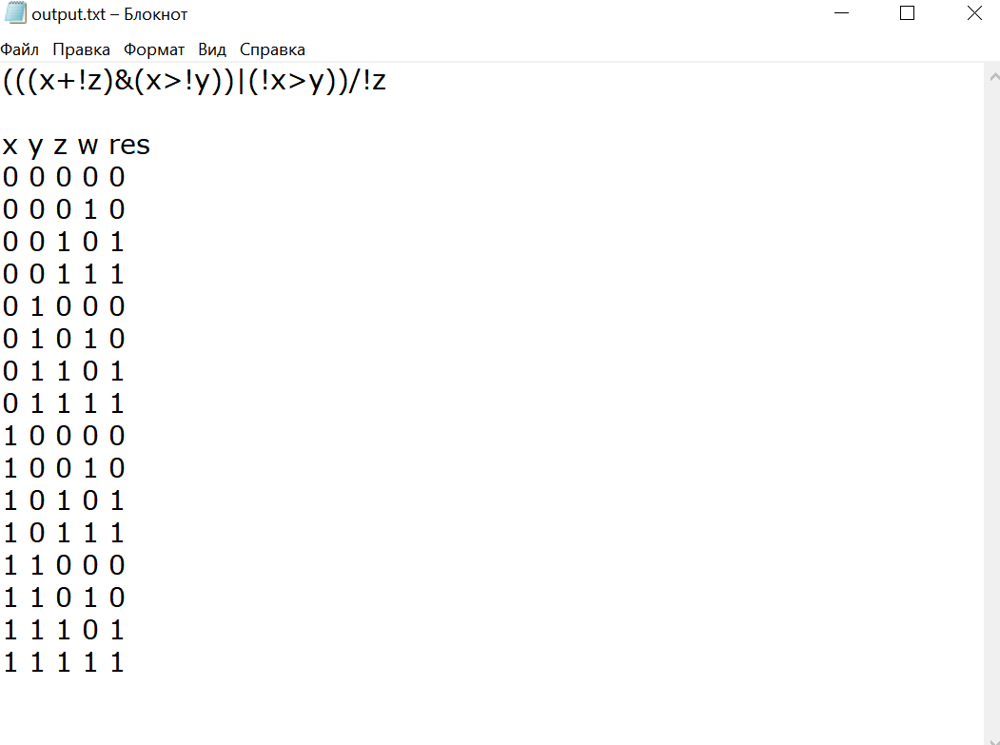 output.txt – Блокнот
Файл Правка Формат Вид Справка
(((x+!z)&(x>!y))|(!x>y))/!z
x y z w res
0 0 0 0 0
0 0 0 1 0
0 0 1 0 1
0 0 1 1 1
0 1 0 0 0
0 1 0 1 0
0 1 1 0 1
0 1 1 1 1
1 0 0 0 0
1 0 0 1 0
1 0 1 0 1
1 0 1 1 1
1 1 0 0 0
1 1 0 1 0
1 1 1 0 1
1 1 1 1 1